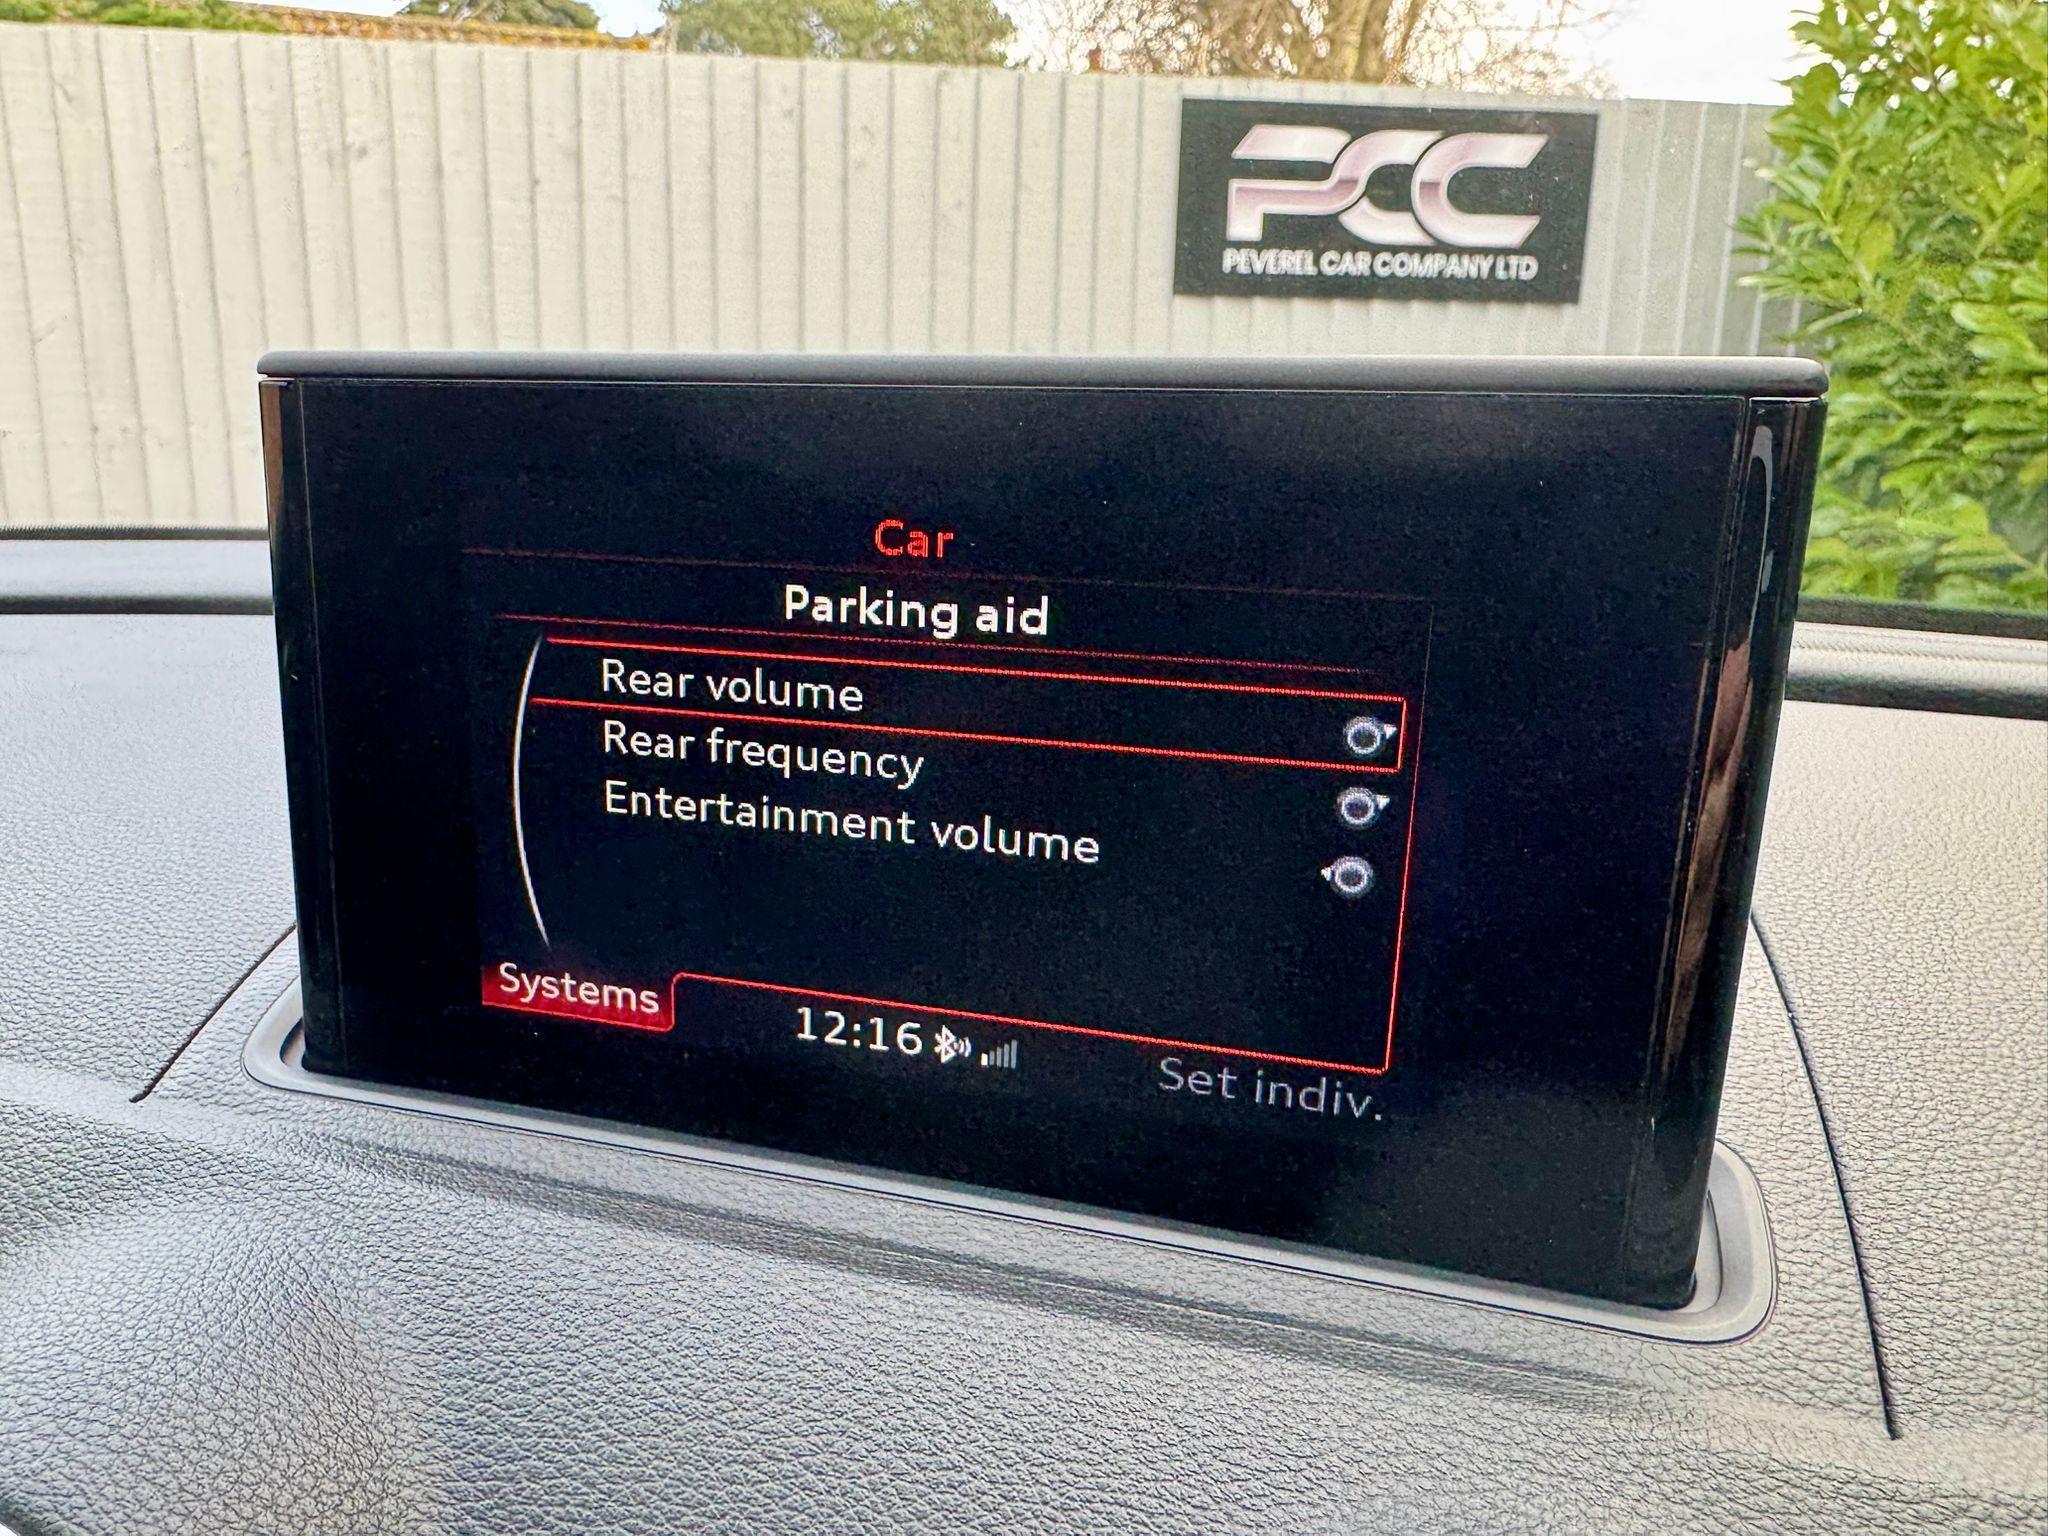 PCC
PEVEREL CAR COMPANY LTD
Car
Parking aid
Rear volume
Rear frequency
Entertainment volume
Systems
12:16
Set indiv.